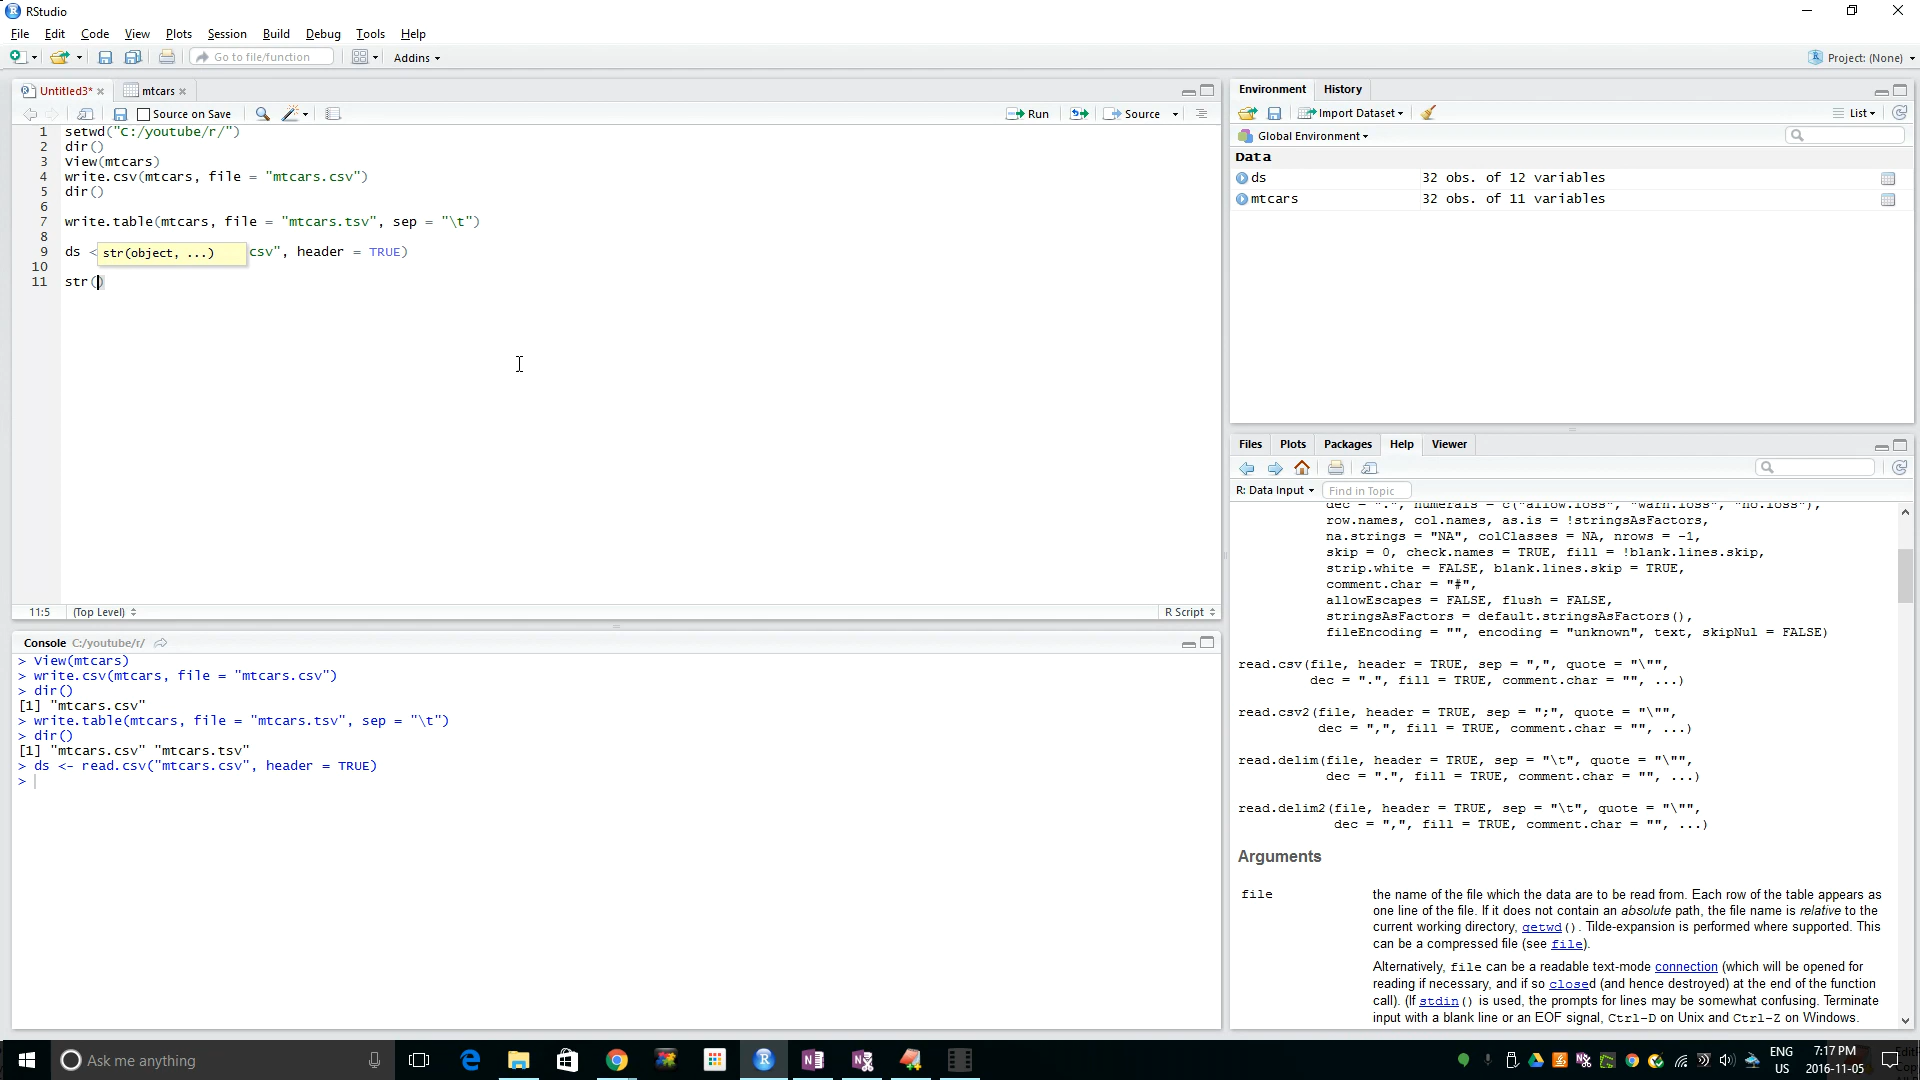 RStudio
File Edit Code View Plots Session Build Debug Tools Help
Go to file/function Addins Project: (None)
Untitled3* mtcars
Source on Save Run Source
1 setwd("C:/youtube/r/")
2 dir()
3 View(mtcars)
4 write.csv(mtcars, file = "mtcars.csv")
5 dir()
6
7 write.table(mtcars, file = "mtcars.tsv", sep = "\t")
8
9 ds < csv", header = TRUE)
str(object, ...)
10
11 str()
11:5 (Top Level) R Script
Console C:/youtube/r/
> View(mtcars)
> write.csv(mtcars, file = "mtcars.csv")
> dir()
[1] "mtcars.csv"
> write.table(mtcars, file = "mtcars.tsv", sep = "\t")
> dir()
[1] "mtcars.csv" "mtcars.tsv"
> ds <- read.csv("mtcars.csv", header = TRUE)
>
Environment History
Import Dataset List
Global Environment
Data
ds 32 obs. of 12 variables
mtcars 32 obs. of 11 variables
Files Plots Packages Help Viewer
R: Data Input Find in Topic
dec = ".", numerals = c("allow.loss", "warn.loss", "no.loss"),
row.names, col.names, as.is = !stringsAsFactors,
na.strings = "NA", colClasses = NA, nrows = -1,
skip = 0, check.names = TRUE, fill = !blank.lines.skip,
strip.white = FALSE, blank.lines.skip = TRUE,
comment.char = "#",
allowEscapes = FALSE, flush = FALSE,
stringsAsFactors = default.stringsAsFactors(),
fileEncoding = "", encoding = "unknown", text, skipNul = FALSE)
read.csv(file, header = TRUE, sep = ",", quote = "\"",
dec = ".", fill = TRUE, comment.char = "", ...)
read.csv2(file, header = TRUE, sep = ";", quote = "\"",
dec = ",", fill = TRUE, comment.char = "", ...)
read.delim(file, header = TRUE, sep = "\t", quote = "\"",
dec = ".", fill = TRUE, comment.char = "", ...)
read.delim2(file, header = TRUE, sep = "\t", quote = "\"",
dec = ",", fill = TRUE, comment.char = "", ...)
Arguments
file the name of the file which the data are to be read from. Each row of the table appears as
one line of the file. If it does not contain an absolute path, the file name is relative to the
current working directory, getwd(). Tilde-expansion is performed where supported. This
can be a compressed file (see file).
Alternatively, file can be a readable text-mode connection (which will be opened for
reading if necessary, and if so closed (and hence destroyed) at the end of the function
call). (If stdin() is used, the prompts for lines may be somewhat confusing. Terminate
input with a blank line or an EOF signal, Ctrl-D on Unix and Ctrl-Z on Windows.
Ask me anything
ENG
US
7:17 PM
2016-11-05